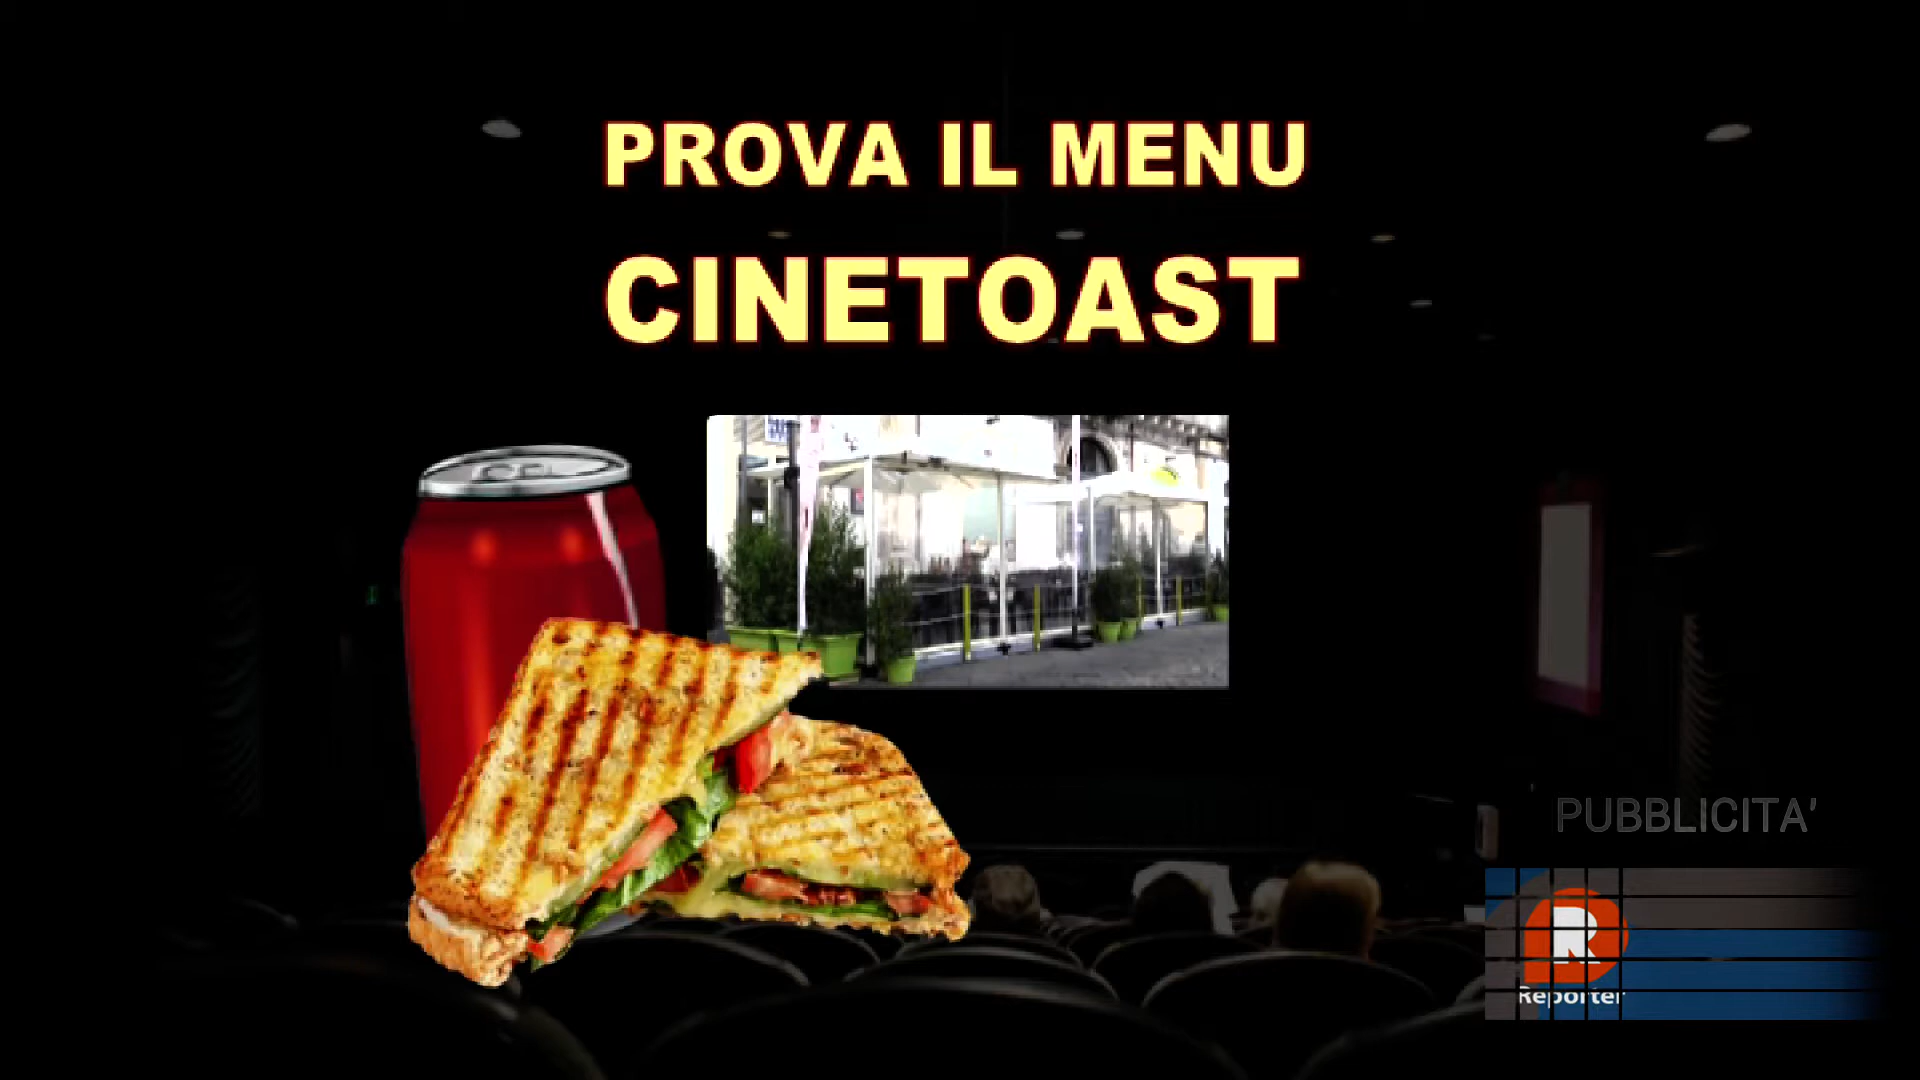 PROVA IL MENU
CINETOAST
PUBBLICITA'
R
Reporter